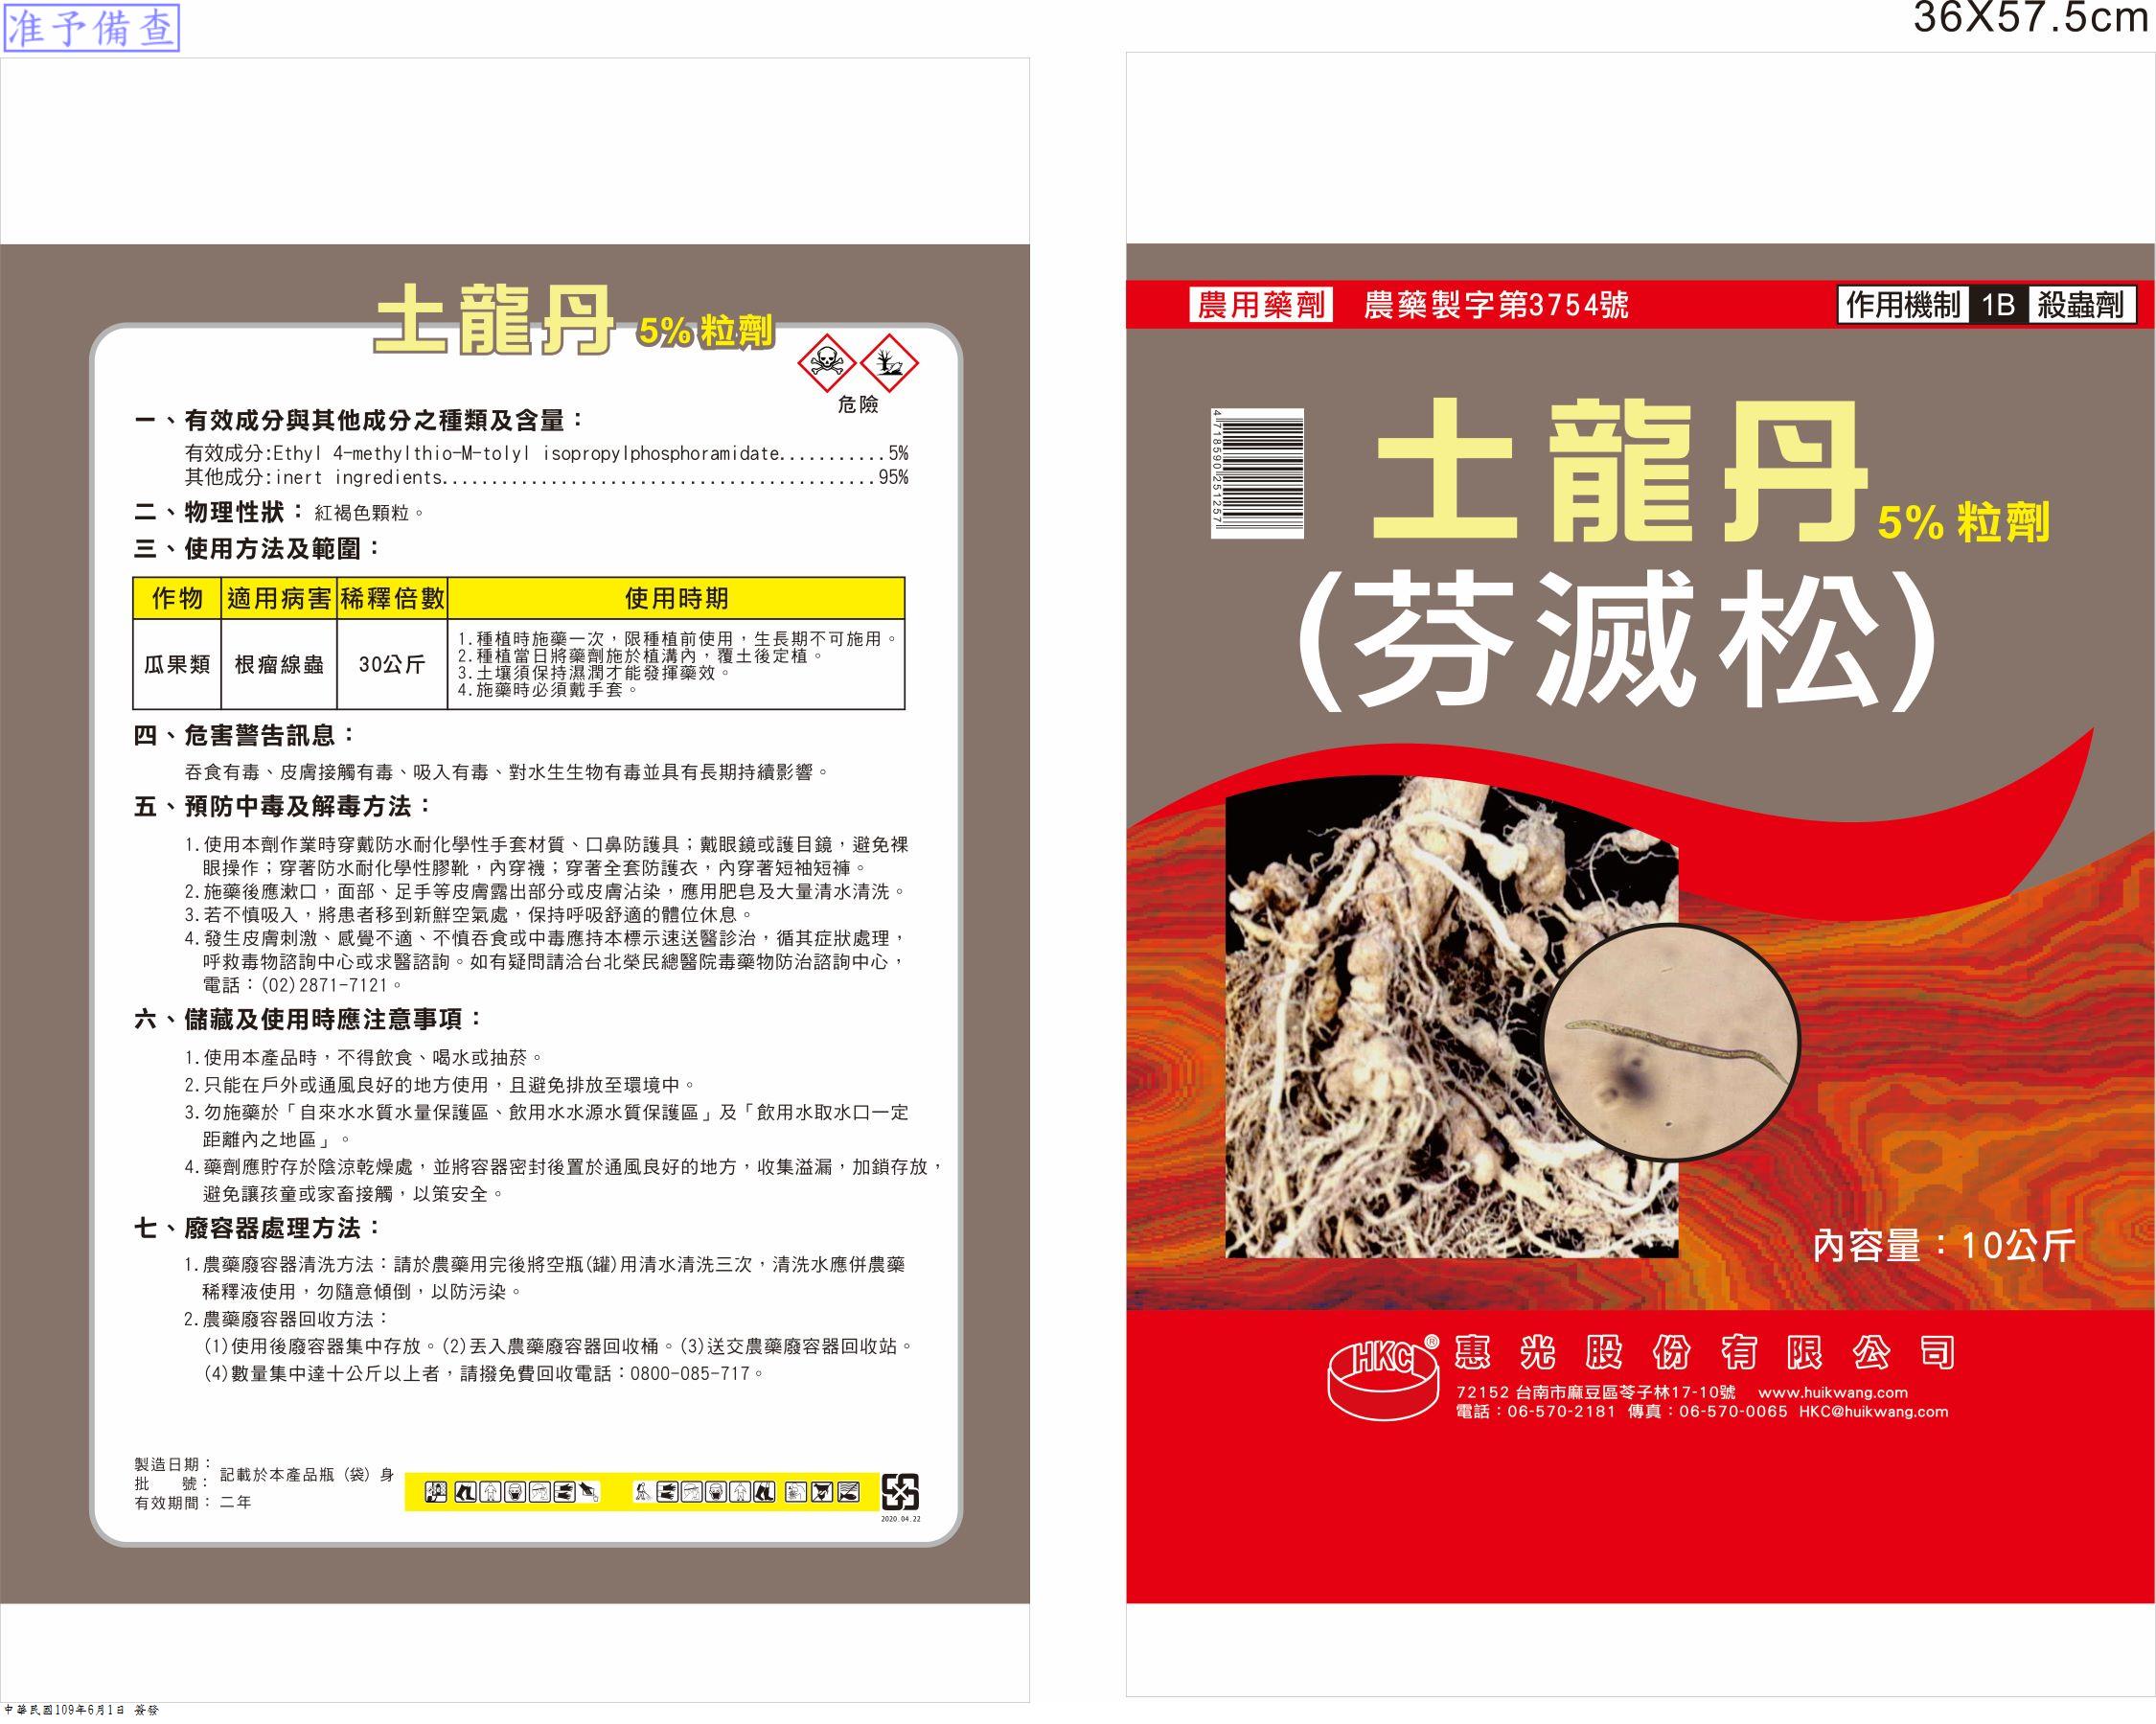 准予備查
36X57.5cm
土龍丹 5% 粒劑
危險
一、有效成分與其他成分之種類及含量：
有效成分:Ethyl 4-methylthio-M-tolyl isopropylphosphoramidate...........5%
其他成分:inert ingredients............................................95%
二、物理性狀：紅褐色顆粒。
三、使用方法及範圍：
作物 適用病害 稀釋倍數 使用時期
瓜果類 根瘤線蟲 30公斤
1.種植時施藥一次，限種植前使用，生長期不可施用。
2.種植當日將藥劑施於植溝內，覆土後定植。
3.土壤須保持濕潤才能發揮藥效。
4.施藥時必須戴手套。
四、危害警告訊息：
吞食有毒、皮膚接觸有毒、吸入有毒、對水生生物有毒並具有長期持續影響。
五、預防中毒及解毒方法：
1.使用本劑作業時穿戴防水耐化學性手套材質、口鼻防護具；戴眼鏡或護目鏡，避免裸
眼操作；穿著防水耐化學性膠靴，內穿襪；穿著全套防護衣，內穿著短袖短褲。
2.施藥後應漱口，面部、足手等皮膚露出部分或皮膚沾染，應用肥皂及大量清水清洗。
3.若不慎吸入，將患者移到新鮮空氣處，保持呼吸舒適的體位休息。
4.發生皮膚刺激、感覺不適、不慎吞食或中毒應持本標示速送醫診治，循其症狀處理，
呼救毒物諮詢中心或求醫諮詢。如有疑問請洽台北榮民總醫院毒藥物防治諮詢中心，
電話：(02)2871-7121。
六、儲藏及使用時應注意事項：
1.使用本產品時，不得飲食、喝水或抽菸。
2.只能在戶外或通風良好的地方使用，且避免排放至環境中。
3.勿施藥於「自來水水質水量保護區、飲用水水源水質保護區」及「飲用水取水口一定
距離內之地區」。
4.藥劑應貯存於陰涼乾燥處，並將容器密封後置於通風良好的地方，收集溢漏，加鎖存放，
避免讓孩童或家畜接觸，以策安全。
七、廢容器處理方法：
1.農藥廢容器清洗方法：請於農藥用完後將空瓶(罐)用清水清洗三次，清洗水應併農藥
稀釋液使用，勿隨意傾倒，以防污染。
2.農藥廢容器回收方法：
(1)使用後廢容器集中存放。(2)丟入農藥廢容器回收桶。(3)送交農藥廢容器回收站。
(4)數量集中達十公斤以上者，請撥免費回收電話：0800-085-717。
製造日期：
批　　號：
記載於本產品瓶（袋）身
有效期間：二年
2020.04.22
中華民國109年6月1日 簽發
農用藥劑 農藥製字第3754號 作用機制 1B 殺蟲劑
4 718590 251257
土龍丹 5% 粒劑
(芬滅松)
內容量：10公斤
HKC ® 惠光股份有限公司
72152 台南市麻豆區苓子林17-10號 www.huikwang.com
電話：06-570-2181 傳真：06-570-0065 HKC@huikwang.com